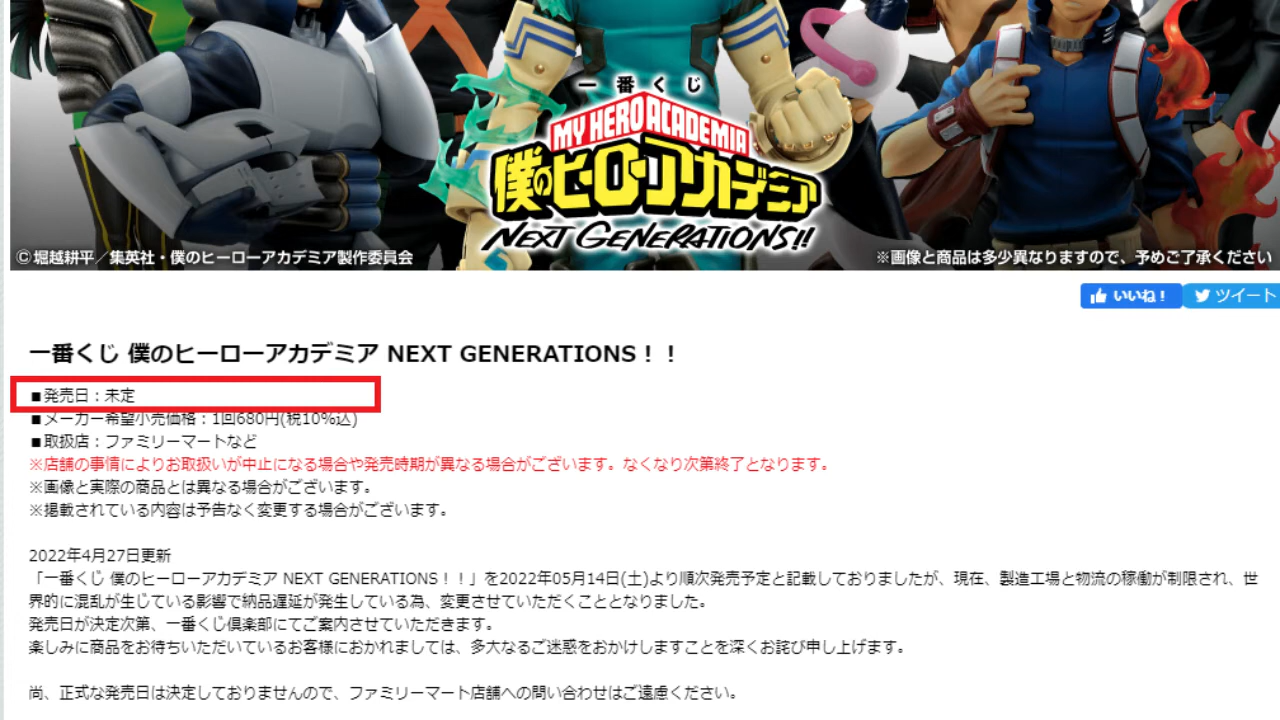 一番くじ
MY HERO ACADEMIA
僕のヒーローアカデミア
NEXT GENERATIONS!!
©堀越耕平／集英社・僕のヒーローアカデミア製作委員会
※画像と商品は多少異なりますので、予めご了承ください
いいね！
ツイート
一番くじ 僕のヒーローアカデミア NEXT GENERATIONS！！
■発売日：未定
■メーカー希望小売価格：1回680円(税10%込)
■取扱店：ファミリーマートなど
※店舗の事情によりお取扱いが中止になる場合や発売時期が異なる場合がございます。なくなり次第終了となります。
※画像と実際の商品とは異なる場合がございます。
※掲載されている内容は予告なく変更する場合がございます。
2022年4月27日更新
「一番くじ 僕のヒーローアカデミア NEXT GENERATIONS！！」を2022年05月14日(土)より順次発売予定と記載しておりましたが、現在、製造工場と物流の稼働が制限され、世
界的に混乱が生じている影響で納品遅延が発生している為、変更させていただくこととなりました。
発売日が決定次第、一番くじ倶楽部にてご案内させていただきます。
楽しみに商品をお待ちいただいているお客様におかれましては、多大なるご迷惑をおかけしますことを深くお詫び申し上げます。
尚、正式な発売日は決定しておりませんので、ファミリーマート店舗への問い合わせはご遠慮ください。